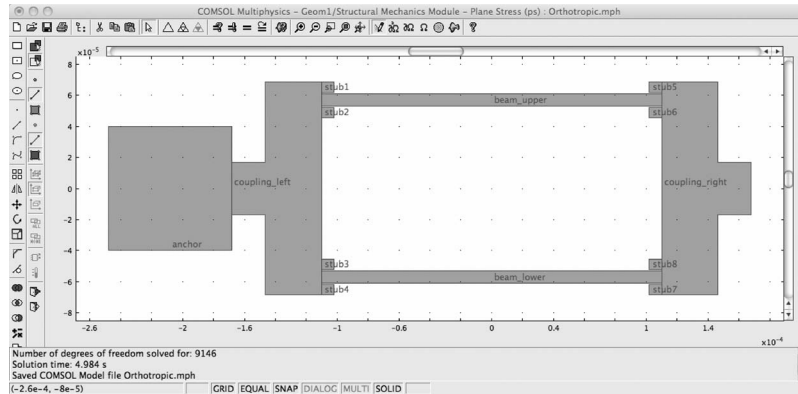 COMSOL Multiphysics - Geom1/Structural Mechanics Module - Plane Stress (ps) : Orthotropic.mph
×10⁻⁵
8
stub1
stub5
6
beam_upper
stub2
stub6
4
2
coupling_left
coupling_right
0
-2
anchor
-4
stub3
stub8
beam_lower
-6
stub4
stub7
-8
-2.6
-2
-1.6
-1
-0.6
0
0.4
1
1.4
×10⁻⁴
Number of degrees of freedom solved for: 9146
Solution time: 4.984 s
Saved COMSOL Model file Orthotropic.mph
(-2.6e-4, -8e-5)
GRID EQUAL SNAP DIALOG MULTI SOLID